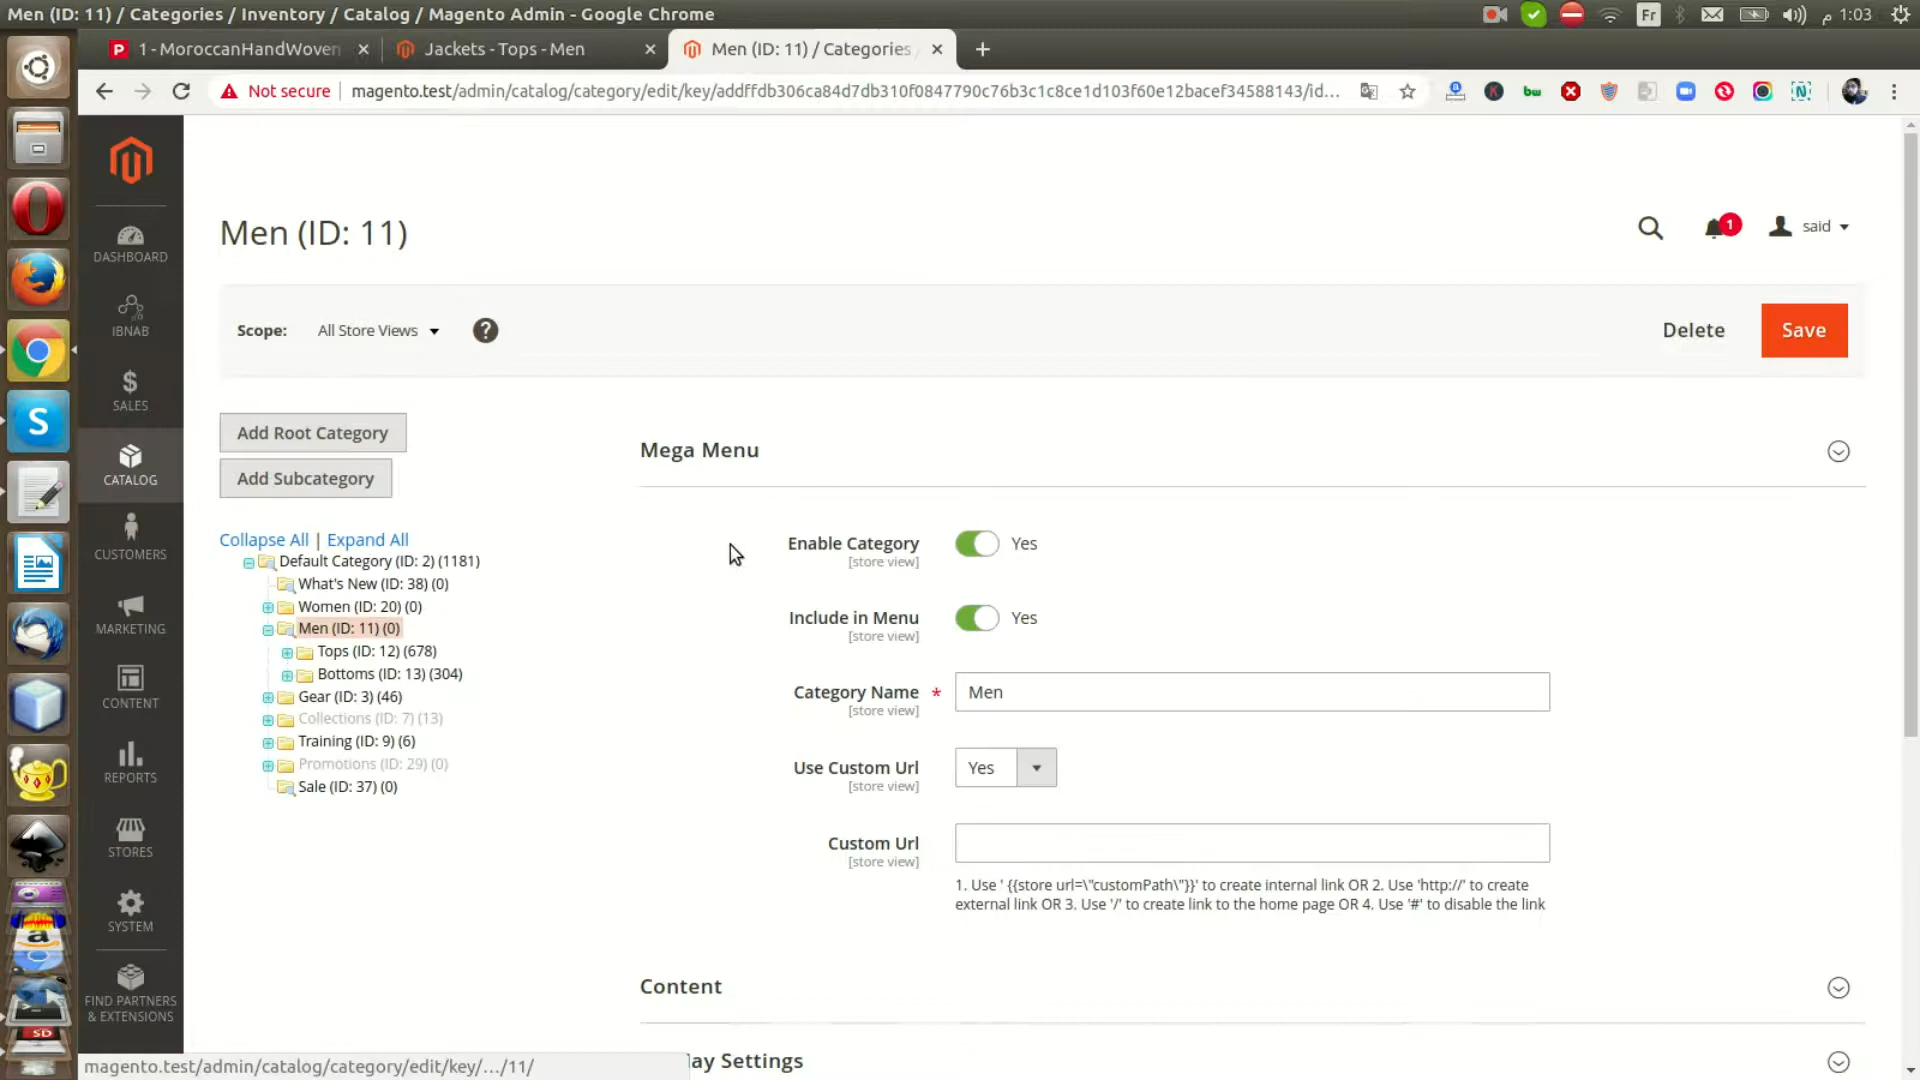 Men (ID: 11) / Categories / Inventory / Catalog / Magento Admin - Google Chrome
Fr
م 1:03
1 - MoroccanHandWoven
Jackets - Tops - Men
Men (ID: 11) / Categories
Not secure
magento.test/admin/catalog/category/edit/key/addffdb306ca84d7db310f0847790c76b3c1c8ce1d103f60e12bacef34588143/id...
Men (ID: 11)
1
said
Scope:
All Store Views
?
Delete
Save
DASHBOARD
IBNAB
SALES
CATALOG
CUSTOMERS
MARKETING
CONTENT
REPORTS
STORES
SYSTEM
FIND PARTNERS
& EXTENSIONS
Add Root Category
Add Subcategory
Collapse All | Expand All
Default Category (ID: 2) (1181)
What's New (ID: 38) (0)
Women (ID: 20) (0)
Men (ID: 11) (0)
Tops (ID: 12) (678)
Bottoms (ID: 13) (304)
Gear (ID: 3) (46)
Collections (ID: 7) (13)
Training (ID: 9) (6)
Promotions (ID: 29) (0)
Sale (ID: 37) (0)
Mega Menu
Enable Category
[store view]
Yes
Include in Menu
[store view]
Yes
Category Name *
[store view]
Men
Use Custom Url
[store view]
Yes
Custom Url
[store view]
1. Use ' {{store url=\"customPath\"}}' to create internal link OR 2. Use 'http://' to create
external link OR 3. Use '/' to create link to the home page OR 4. Use '#' to disable the link
Content
ay Settings
magento.test/admin/catalog/category/edit/key/.../11/